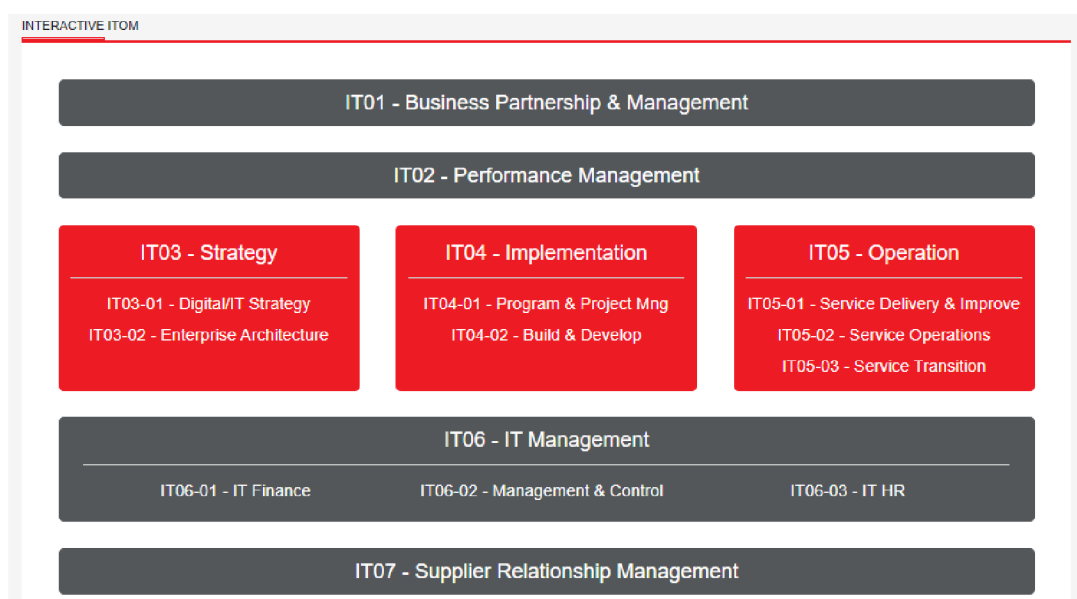 INTERACTIVE ITOM
IT01 - Business Partnership & Management
IT02 - Performance Management
IT03 - Strategy
IT03-01 - Digital/IT Strategy
IT03-02 - Enterprise Architecture
IT04 - Implementation
IT04-01 - Program & Project Mng
IT04-02 - Build & Develop
IT05 - Operation
IT05-01 - Service Delivery & Improve
IT05-02 - Service Operations
IT05-03 - Service Transition
IT06 - IT Management
IT06-01 - IT Finance
IT06-02 - Management & Control
IT06-03 - IT HR
IT07 - Supplier Relationship Management